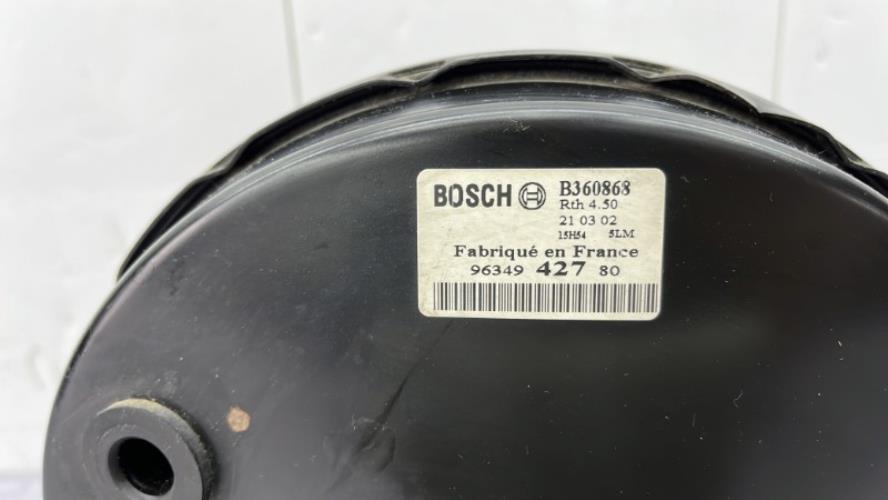 BOSCH B360868
Rth 4.50
21 03 02
15H54 5LM
Fabriqué en France
96349 427 80